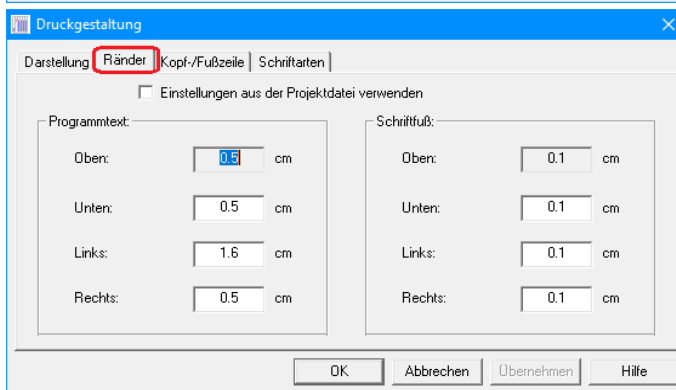 Druckgestaltung
Darstellung Ränder Kopf-/Fußzeile Schriftarten
Einstellungen aus der Projektdatei verwenden
Programmtext: Schriftfuß:
Oben: 0.5 cm Oben: 0.1 cm
Unten: 0.5 cm Unten: 0.1 cm
Links: 1.6 cm Links: 0.1 cm
Rechts: 0.5 cm Rechts: 0.1 cm
OK Abbrechen Übernehmen Hilfe